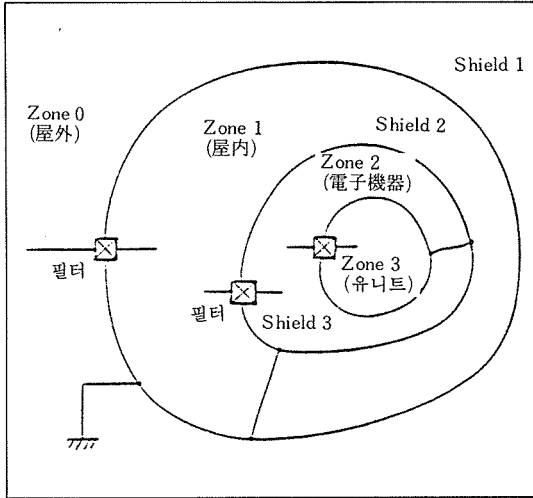 Shield 1
Zone 0
(屋外)
Zone 1
(屋内)
Shield 2
Zone 2
(電子機器)
Zone 3
(유니트)
필터
필터
Shield 3